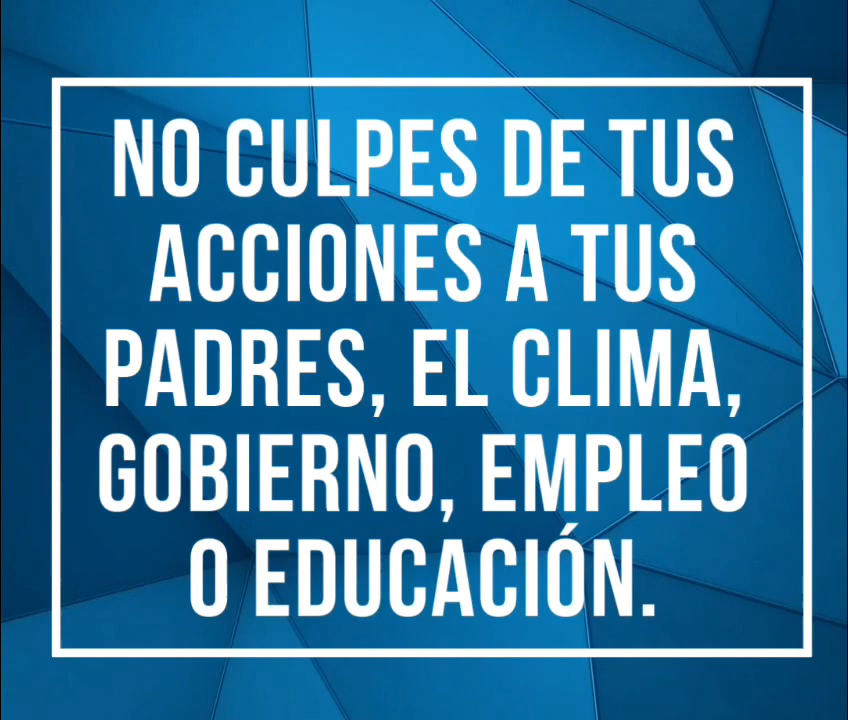 NO CULPES DE TUS
ACCIONES A TUS
PADRES, EL CLIMA,
GOBIERNO, EMPLEO
O EDUCACIÓN.